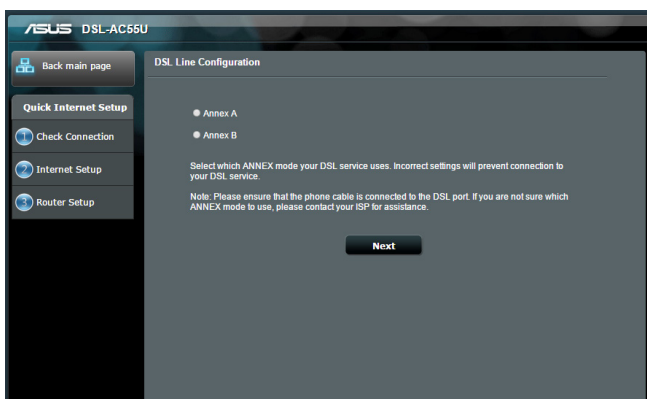 ASUS DSL-AC55U
Back main page
Quick Internet Setup
1 Check Connection
2 Internet Setup
3 Router Setup
DSL Line Configuration
Annex A
Annex B
Select which ANNEX mode your DSL service uses. Incorrect settings will prevent connection to
your DSL service.
Note: Please ensure that the phone cable is connected to the DSL port. If you are not sure which
ANNEX mode to use, please contact your ISP for assistance.
Next